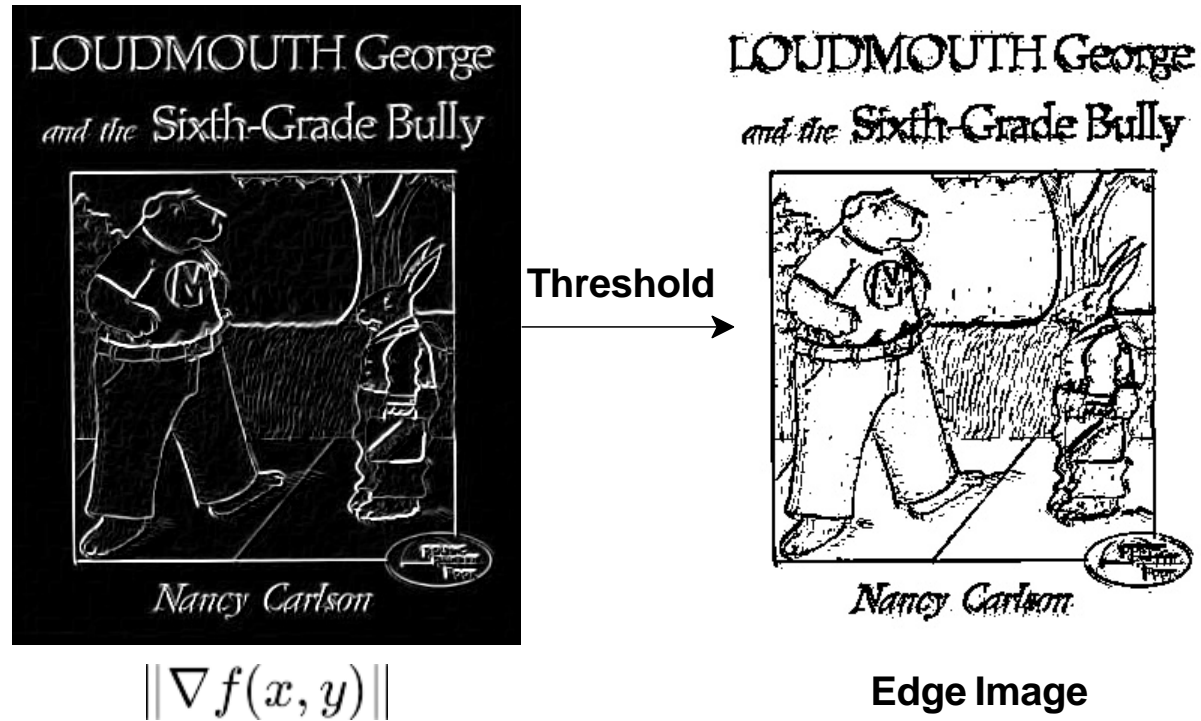 LOUDMOUTH George
and the Sixth-Grade Bully
M
Nancy Carlson
||∇f(x, y)||
Threshold
LOUDMOUTH George
and the Sixth-Grade Bully
M
Nancy Carlson
Edge Image